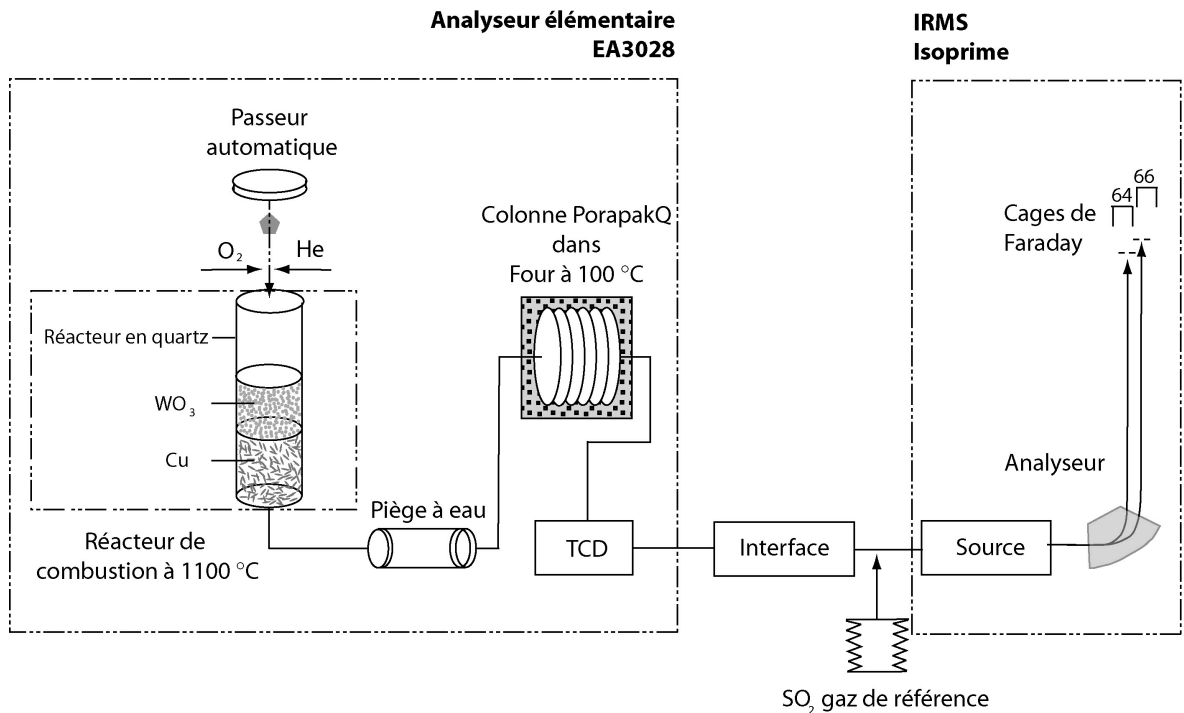 Analyseur élémentaire
EA3028
IRMS
Isoprime
Passeur
automatique
O₂
He
Réacteur en quartz
WO₃
Cu
Réacteur de
combustion à 1100 °C
Piège à eau
Colonne PorapakQ
dans
Four à 100 °C
TCD
Interface
SO₂ gaz de référence
Source
Analyseur
Cages de
Faraday
64
66